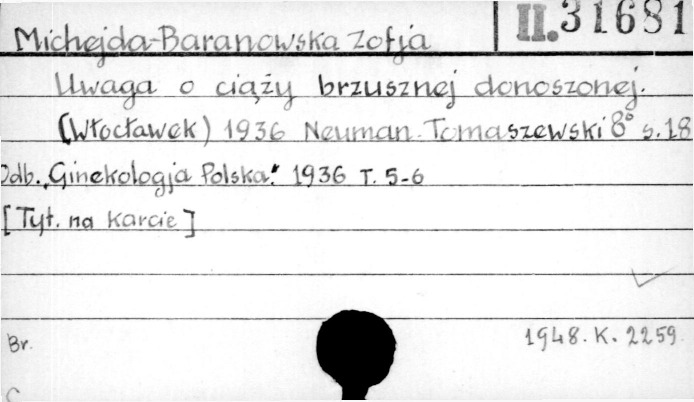 II. 31681
Michejda-Baranowska Zofja
Uwaga o ciąży brzusznej donoszonej.
(Włocławek) 1936 Neuman-Tomaszewski 8° s. 18
Odb. „Ginekologja Polska." 1936 T. 5-6
[Tyt. na karcie]
Br. 1948. K. 2259
C